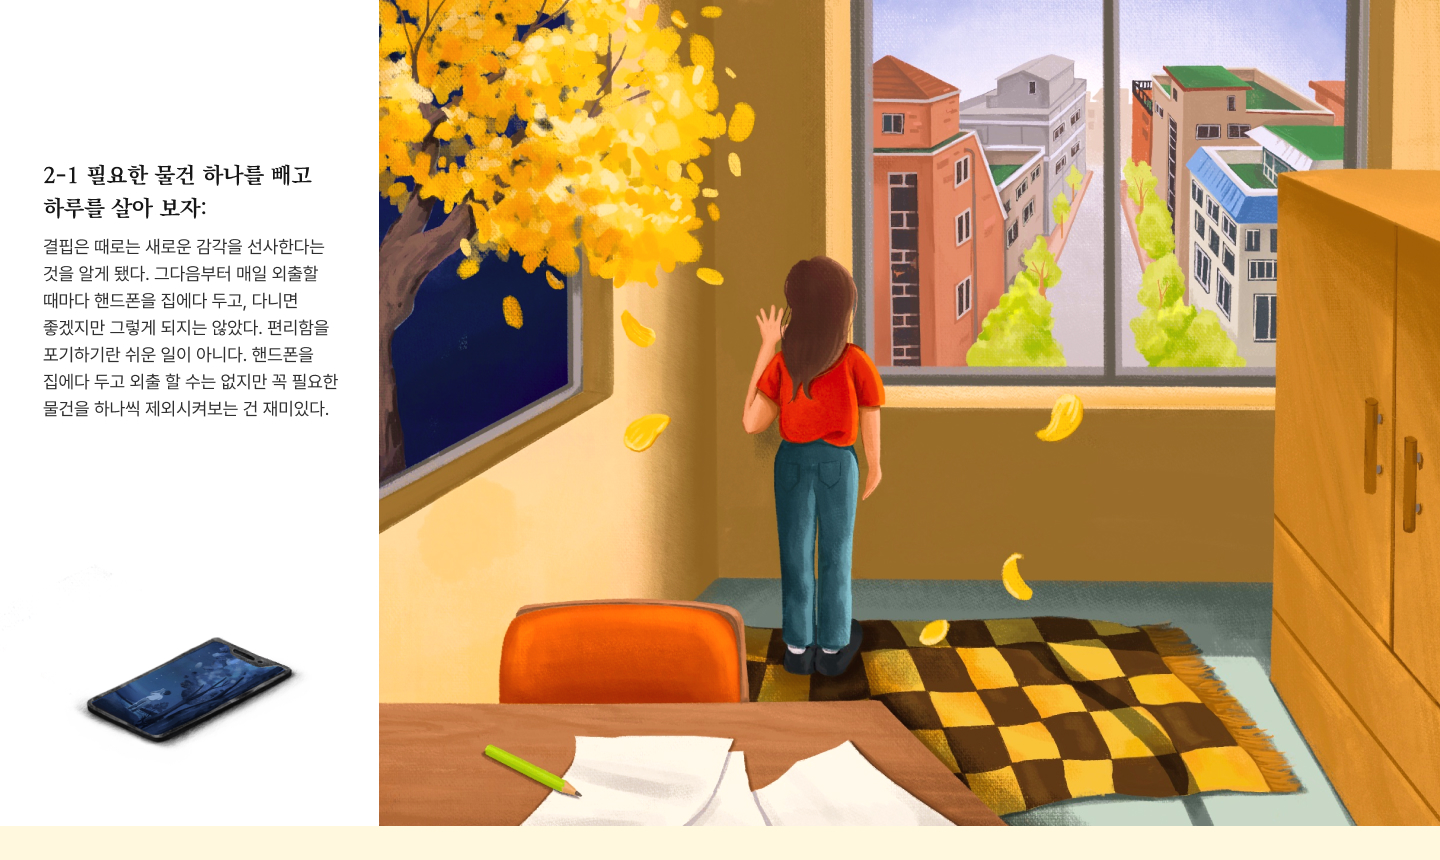 2-1 필요한 물건 하나를 빼고
하루를 살아 보자:
결핍은 때로는 새로운 감각을 선사한다는
것을 알게 됐다. 그다음부터 매일 외출할
때마다 핸드폰을 집에다 두고, 다니면
좋겠지만 그렇게 되지는 않았다. 편리함을
포기하기란 쉬운 일이 아니다. 핸드폰을
집에다 두고 외출 할 수는 없지만 꼭 필요한
물건을 하나씩 제외시켜보는 건 재미있다.